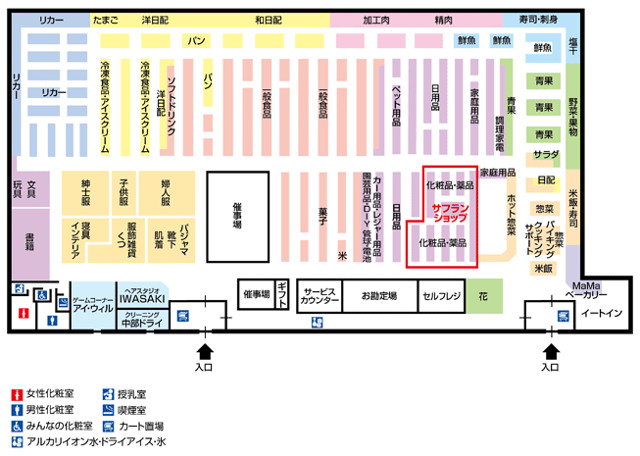 リカー
たまご
洋日配
和日配
加工肉
精肉
寿司・刺身
パン
鮮魚
鮮魚
鮮魚
塩干
リカー
リカー
冷凍食品・アイスクリーム
冷凍食品・アイスクリーム
洋日配
ソフトドリンク
パン
一般食品
一般食品
ペット用品
日用品
家庭用品
調理家電
青果
青果
青果
青果
サラダ
野菜・果物
文具
玩具
書籍
紳士服
子供服
婦人服
寝具
インテリア
服飾雑貨
くつ
パジャマ
靴下
肌着
催事場
菓子
米
カー用品・レジャー用品
園芸用品・DIY
管球・電池
日用品
化粧品・薬品
サフラン
ショップ
化粧品・薬品
家庭用品
ホット惣菜
日配
惣菜
米飯・寿司
惣菜
バイキング
クッキング
サポート
米飯
MaMa
ベーカリー
イートイン
ゲームコーナー
アイ・ウィル
ヘアスタジオ
IWASAKI
クリーニング
中部ドライ
催事場
ギフト
サービス
カウンター
お勘定場
セルフレジ
花
入口
入口
女性化粧室
授乳室
男性化粧室
喫煙室
みんなの化粧室
カート置場
アルカリイオン水・ドライアイス・氷